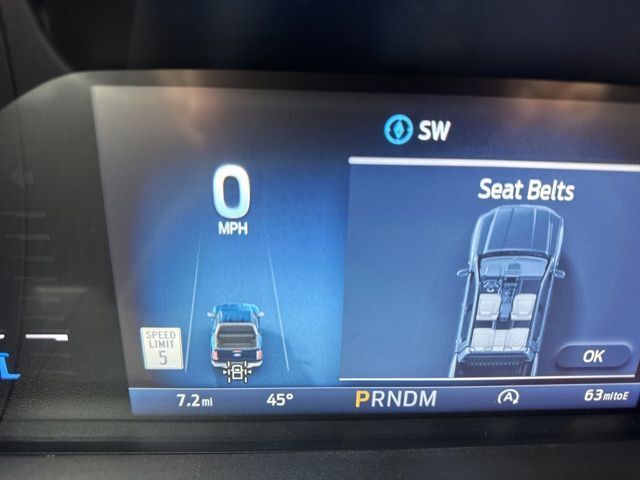 SW
Seat Belts
0
MPH
SPEED
LIMIT
5
OK
7.2 mi 45° PRNDM A 63 mi to E